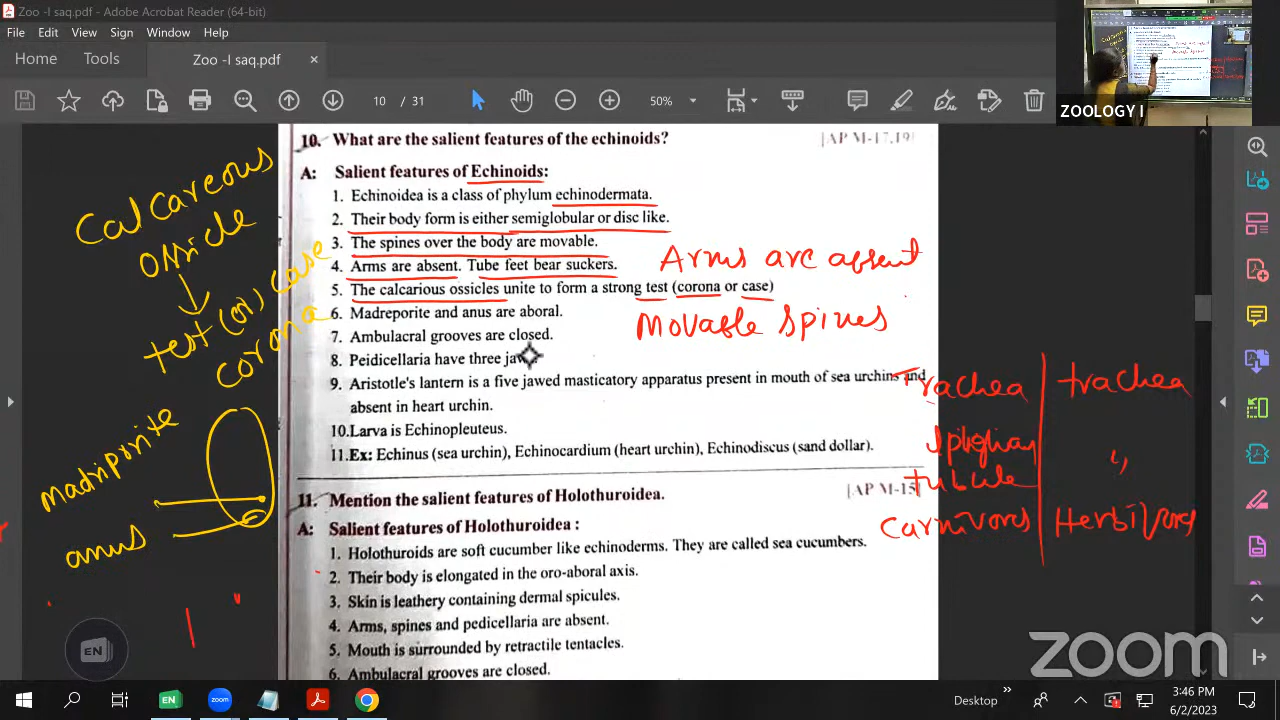 Zoo -I saq.pdf - Adobe Acrobat Reader (64-bit)
File Edit View Sign Window Help
Home Tools Zoo -I saq.pdf ×
10 / 31 50%
ZOOLOGY I
10. What are the salient features of the echinoids? [AP M-17,19]
A: Salient features of Echinoids:
1. Echinoidea is a class of phylum echinodermata.
2. Their body form is either semiglobular or disc like.
3. The spines over the body are movable.
4. Arms are absent. Tube feet bear suckers.
5. The calcarious ossicles unite to form a strong test (corona or case)
6. Madreporite and anus are aboral.
7. Ambulacral grooves are closed.
8. Peidicellaria have three jaw
9. Aristotle's lantern is a five jawed masticatory apparatus present in mouth of sea urchins and
absent in heart urchin.
10.Larva is Echinopleuteus.
11.Ex: Echinus (sea urchin), Echinocardium (heart urchin), Echinodiscus (sand dollar).
11. Mention the salient features of Holothuroidea. [AP M-15]
A: Salient features of Holothuroidea :
1. Holothuroids are soft cucumber like echinoderms. They are called sea cucumbers.
2. Their body is elongated in the oro-aboral axis.
3. Skin is leathery containing dermal spicules.
4. Arms, spines and pedicellaria are absent.
5. Mouth is surrounded by retractile tentacles.
6. Ambulacral grooves are closed.
Calcareous
test (or) case
corona
madriporite
anus
Arms are absent
Movable spines
Trachea trachea
tubule
Carnivores Herbivores
EN
zoom
EN
Desktop
3:46 PM
6/2/2023